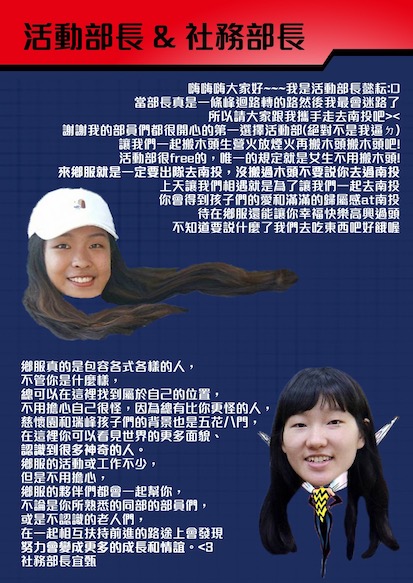 活動部長 & 社務部長
嗨嗨嗨大家好~~~我是活動部長懿耘:D
當部長真是一條峰迴路轉的路然後我最會迷路了
所以請大家跟我攜手走去南投吧><
謝謝我的部員們都很開心的第一選擇活動部(絕對不是我逼ㄉ)
讓我們一起搬木頭生營火放煙火再搬木頭搬木頭吧!
活動部很free的，唯一的規定就是女生不用搬木頭!
來鄉服就是一定要出隊去南投，沒搬過木頭不要說你去過南投
上天讓我們相遇就是為了讓我們一起去南投
你會得到孩子們的愛和滿滿的歸屬感at南投
待在鄉服還能讓你幸福快樂高興過頭
不知道要說什麼了我們去吃東西吧好餓喔
鄉服真的是包容各式各樣的人，
不管你是什麼樣，
總可以在這裡找到屬於自己的位置，
不用擔心自己很怪，因為總有比你更怪的人，
慈懷園和瑞峰孩子們的背景也是五花八門，
在這裡你可以看見世界的更多面貌、
認識到很多神奇的人。
鄉服的活動或工作不少，
但是不用擔心，
鄉服的夥伴們都會一起幫你，
不論是你所熟悉的同部的部員們，
或是不認識的老人們，
在一起相互扶持前進的路途上會發現
努力會變成更多的成長和情誼。<3
社務部長宜甄